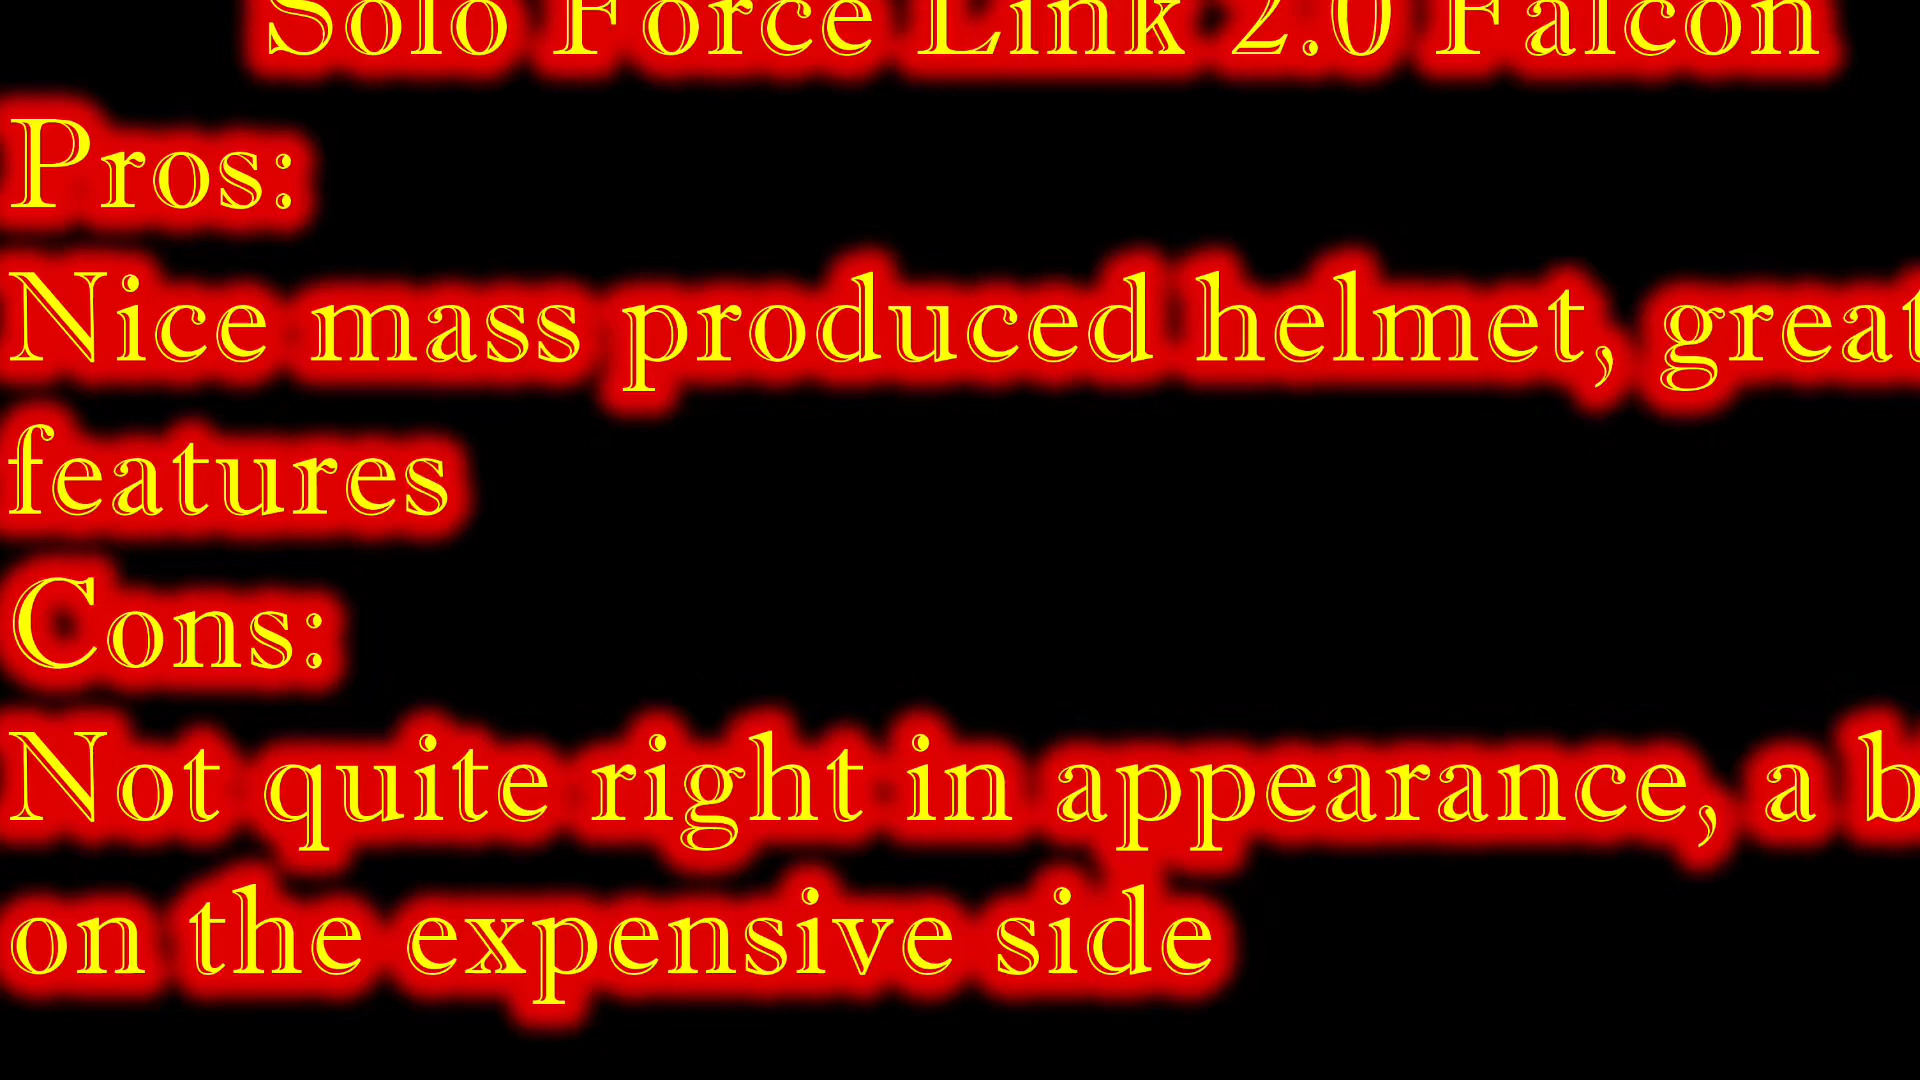 Solo Force Link 2.0 Falcon
Pros:
Nice mass produced helmet, great
features
Cons:
Not quite right in appearance, a
on the expensive side